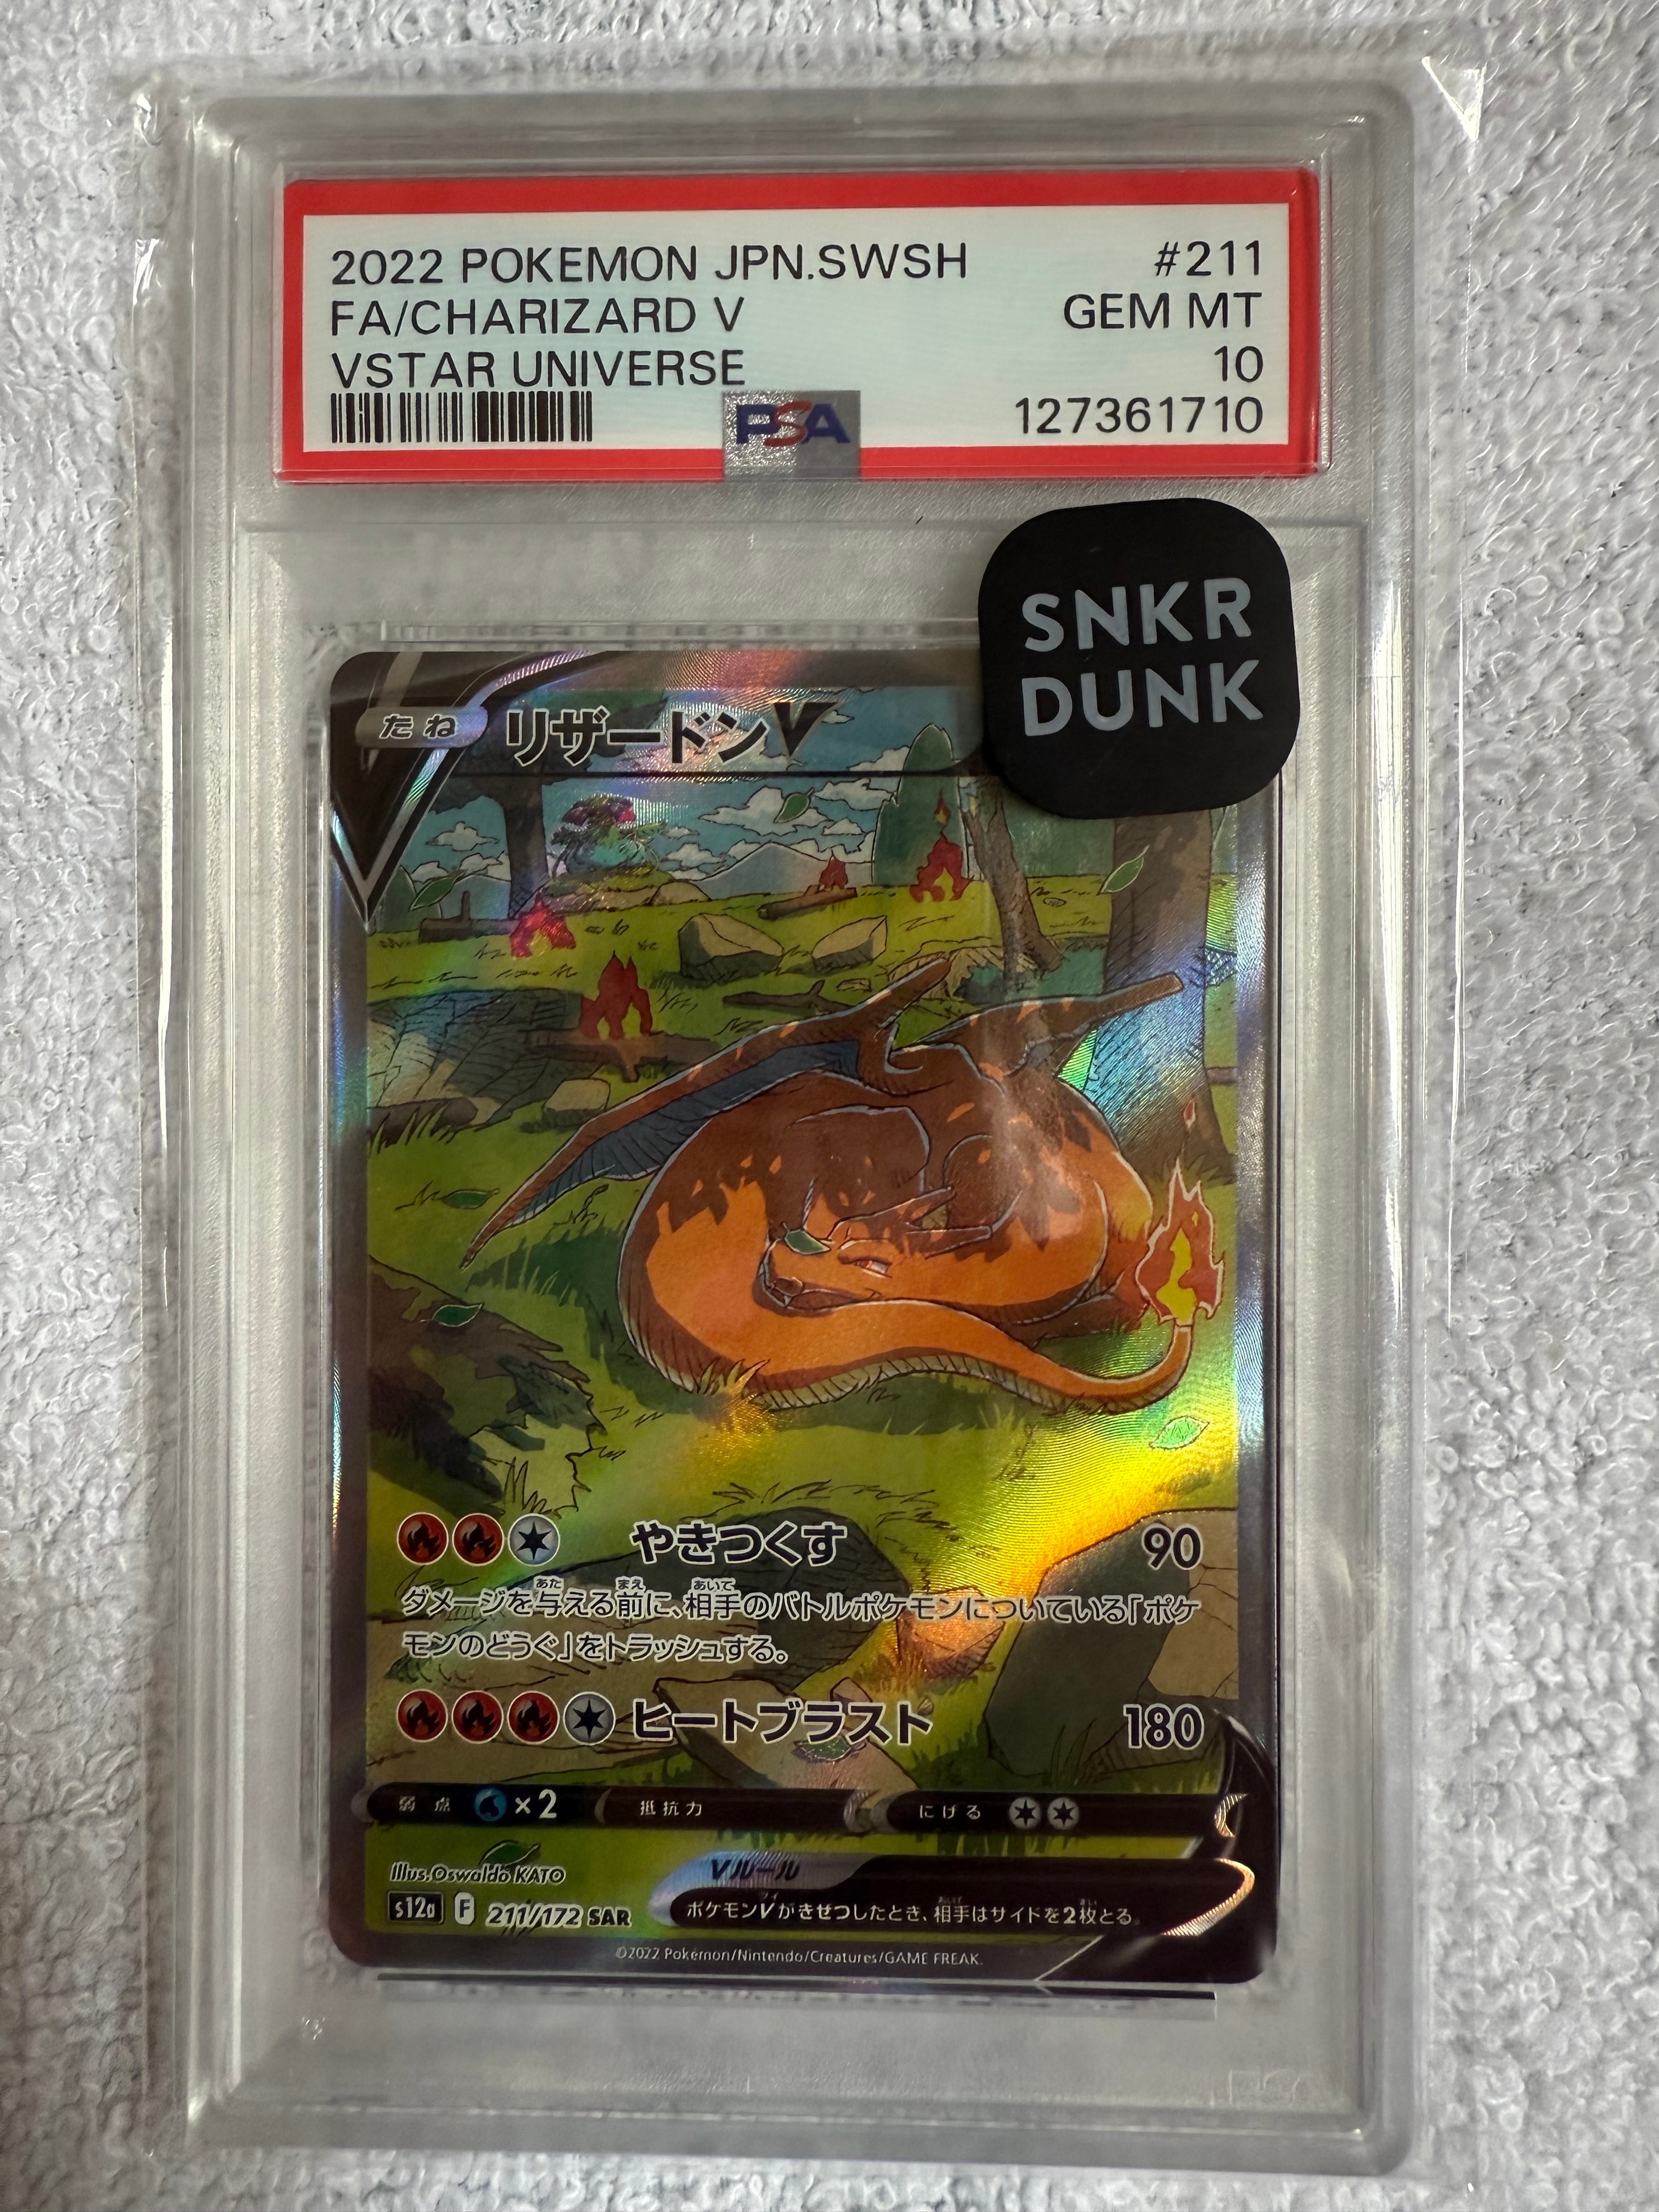 2022 POKEMON JPN.SWSH #211
FA/CHARIZARD V GEM MT
VSTAR UNIVERSE 10
PSA 127361710
SNKR
DUNK
たね リザードンV
やきつくす 90
ダメージを与える前に、相手のバトルポケモンについている「ポケ
モンのどうぐ」をトラッシュする。
ヒートブラスト 180
弱点 ×2 抵抗力 にげる
Illus.Oswaldo KATO
Vルール
s12a F 211/172 SAR
ポケモンVがきぜつしたとき、相手はサイドを2枚とる。
©2022 Pokémon/Nintendo/Creatures/GAME FREAK.